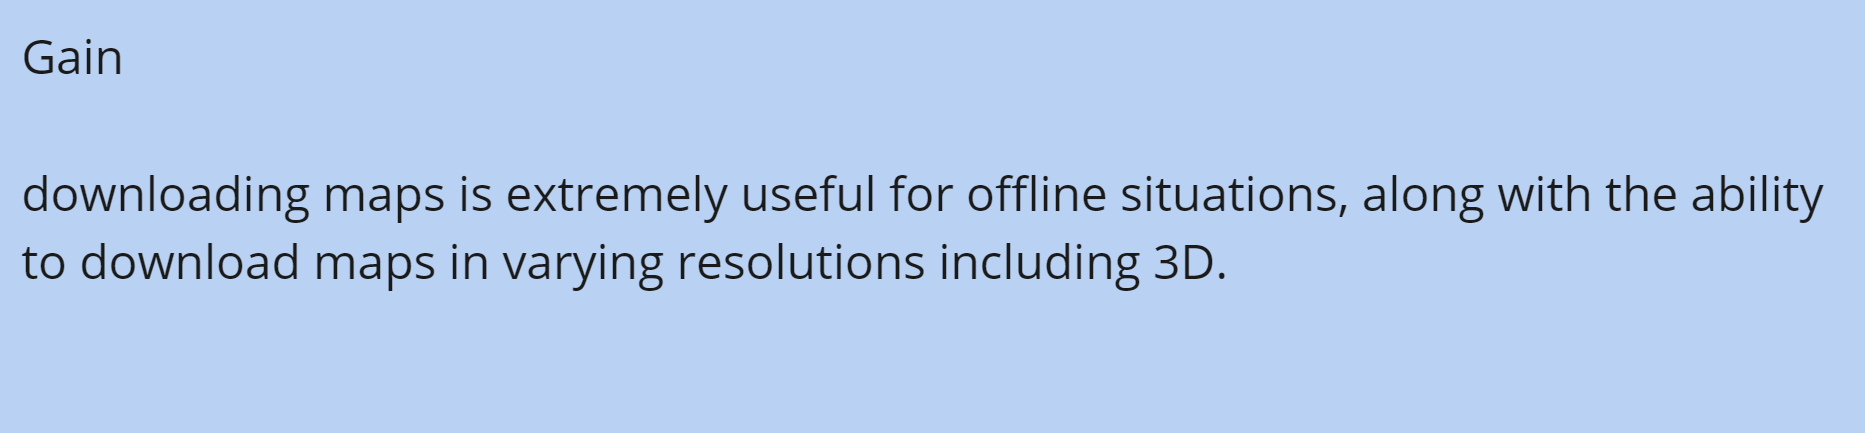 Gain
downloading maps is extremely useful for offline situations, along with the ability
to download maps in varying resolutions including 3D.